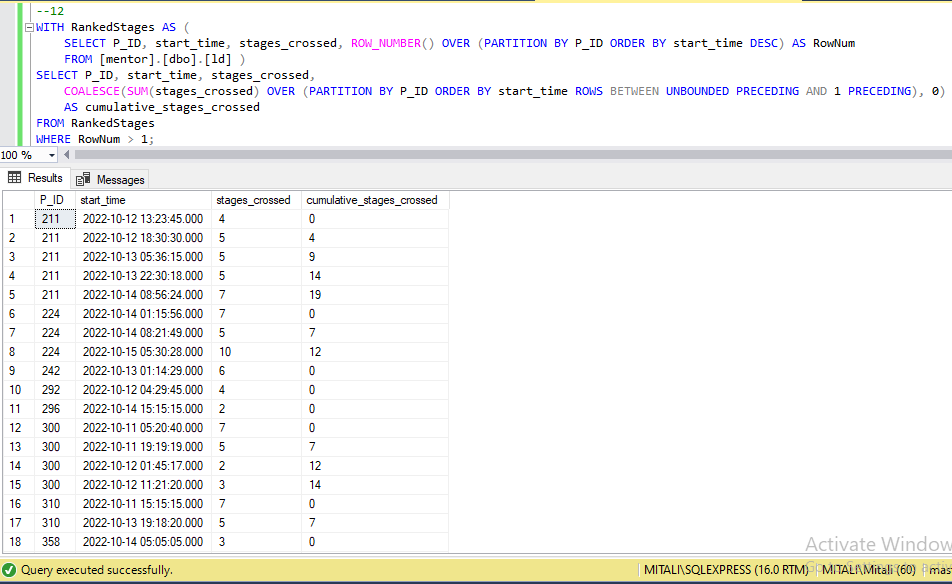 --12
WITH RankedStages AS (
SELECT P_ID, start_time, stages_crossed, ROW_NUMBER() OVER (PARTITION BY P_ID ORDER BY start_time DESC) AS RowNum
FROM [mentor].[dbo].[ld] )
SELECT P_ID, start_time, stages_crossed,
COALESCE(SUM(stages_crossed) OVER (PARTITION BY P_ID ORDER BY start_time ROWS BETWEEN UNBOUNDED PRECEDING AND 1 PRECEDING), 0)
AS cumulative_stages_crossed
FROM RankedStages
WHERE RowNum > 1;
100 %
Results Messages
P_ID start_time stages_crossed cumulative_stages_crossed
1 211 2022-10-12 13:23:45.000 4 0
2 211 2022-10-12 18:30:30.000 5 4
3 211 2022-10-13 05:36:15.000 5 9
4 211 2022-10-13 22:30:18.000 5 14
5 211 2022-10-14 08:56:24.000 7 19
6 224 2022-10-14 01:15:56.000 7 0
7 224 2022-10-14 08:21:49.000 5 7
8 224 2022-10-15 05:30:28.000 10 12
9 242 2022-10-13 01:14:29.000 6 0
10 292 2022-10-12 04:29:45.000 4 0
11 296 2022-10-14 15:15:15.000 2 0
12 300 2022-10-11 05:20:40.000 7 0
13 300 2022-10-11 19:19:19.000 5 7
14 300 2022-10-12 01:45:17.000 2 12
15 300 2022-10-12 11:21:20.000 3 14
16 310 2022-10-11 15:15:15.000 7 0
17 310 2022-10-13 19:18:20.000 5 7
18 358 2022-10-14 05:05:05.000 3 0
Activate Window
Query executed successfully. MITALI\SQLEXPRESS (16.0 RTM) MITALI\Mitali (60) mas